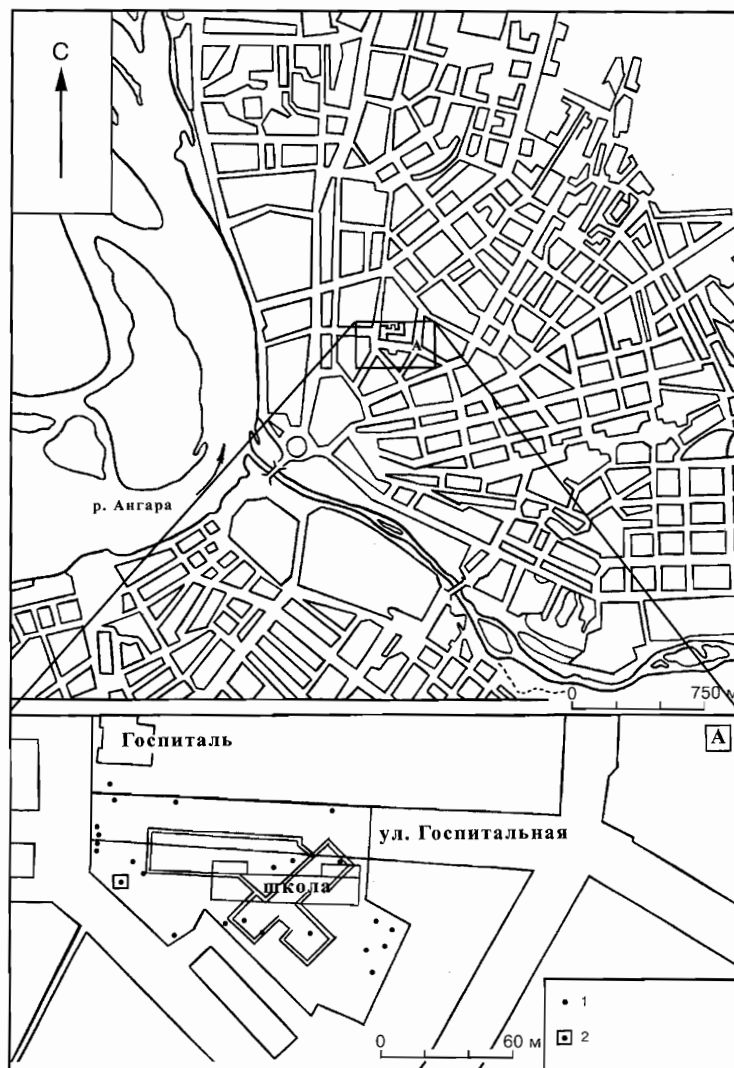 С
А
р. Ангара
0 750 м
Госпиталь
А
ул. Госпитальная
школа
1
2
0 60 м